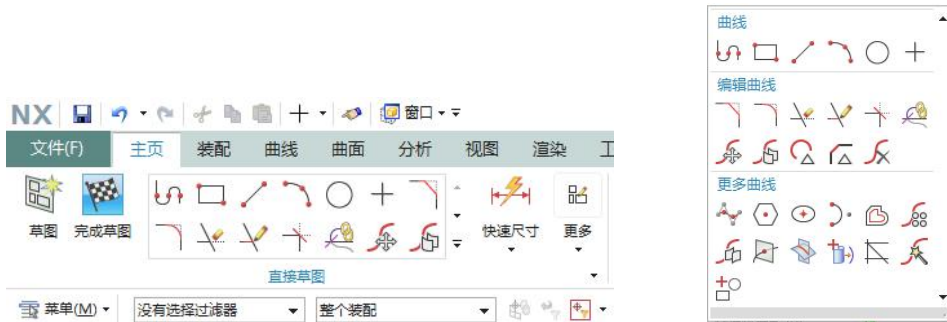 NX 窗口
文件(F) 主页 装配 曲线 曲面 分析 视图 渲染
草图 完成草图 快速尺寸 更多
直接草图
菜单(M) 没有选择过滤器 整个装配
曲线
编辑曲线
更多曲线